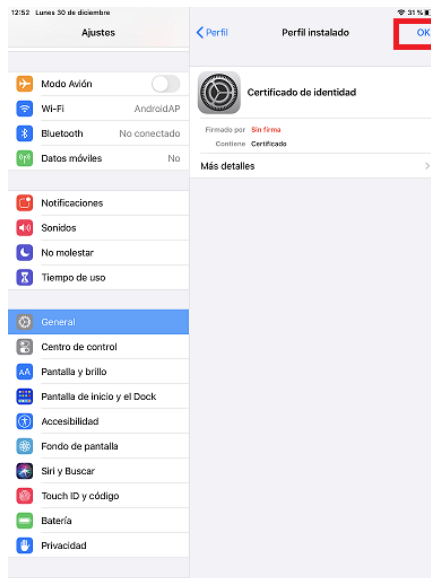 12:52 Lunes 30 de diciembre
31 %
Ajustes
Perfil
Perfil instalado
OK
Modo Avión
Wi-Fi
AndroidAP
Bluetooth
No conectado
Datos móviles
No
Notificaciones
Sonidos
No molestar
Tiempo de uso
General
Centro de control
AA Pantalla y brillo
Pantalla de inicio y el Dock
Accesibilidad
Fondo de pantalla
Siri y Buscar
Touch ID y código
Batería
Privacidad
Certificado de identidad
Firmado por Sin firma
Contiene Certificado
Más detalles